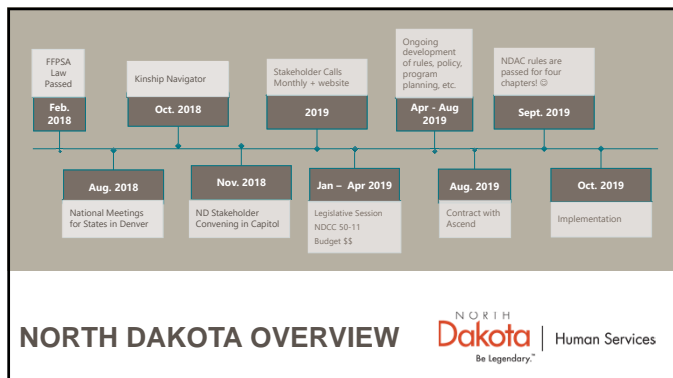 FFPSA
Law
Passed
Feb.
2018
Kinship Navigator
Oct. 2018
Stakeholder Calls
Monthly + website
2019
Ongoing
development
of rules, policy,
program
planning, etc.
Apr - Aug
2019
NDAC rules are
passed for four
chapters! ☺
Sept. 2019
Aug. 2018
National Meetings
for States in Denver
Nov. 2018
ND Stakeholder
Convening in Capitol
Jan – Apr 2019
Legislative Session
NDCC 50-11
Budget $$
Aug. 2019
Contract with
Ascend
Oct. 2019
Implementation
NORTH DAKOTA OVERVIEW
NORTH
Dakota
Be Legendary.™
Human Services